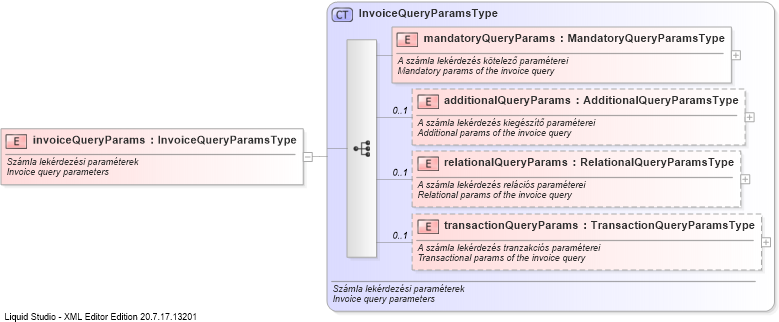 CT InvoiceQueryParamsType
E mandatoryQueryParams : MandatoryQueryParamsType
A számla lekérdezés kötelező paraméterei
Mandatory params of the invoice query
0..1
E additionalQueryParams : AdditionalQueryParamsType
A számla lekérdezés kiegészítő paraméterei
Additional params of the invoice query
E invoiceQueryParams : InvoiceQueryParamsType
Számla lekérdezési paraméterek
Invoice query parameters
0..1
E relationalQueryParams : RelationalQueryParamsType
A számla lekérdezés relációs paraméterei
Relational params of the invoice query
0..1
E transactionQueryParams : TransactionQueryParamsType
A számla lekérdezés tranzakciós paraméterei
Transactional params of the invoice query
Számla lekérdezési paraméterek
Invoice query parameters
Liquid Studio - XML Editor Edition 20.7.17.13201